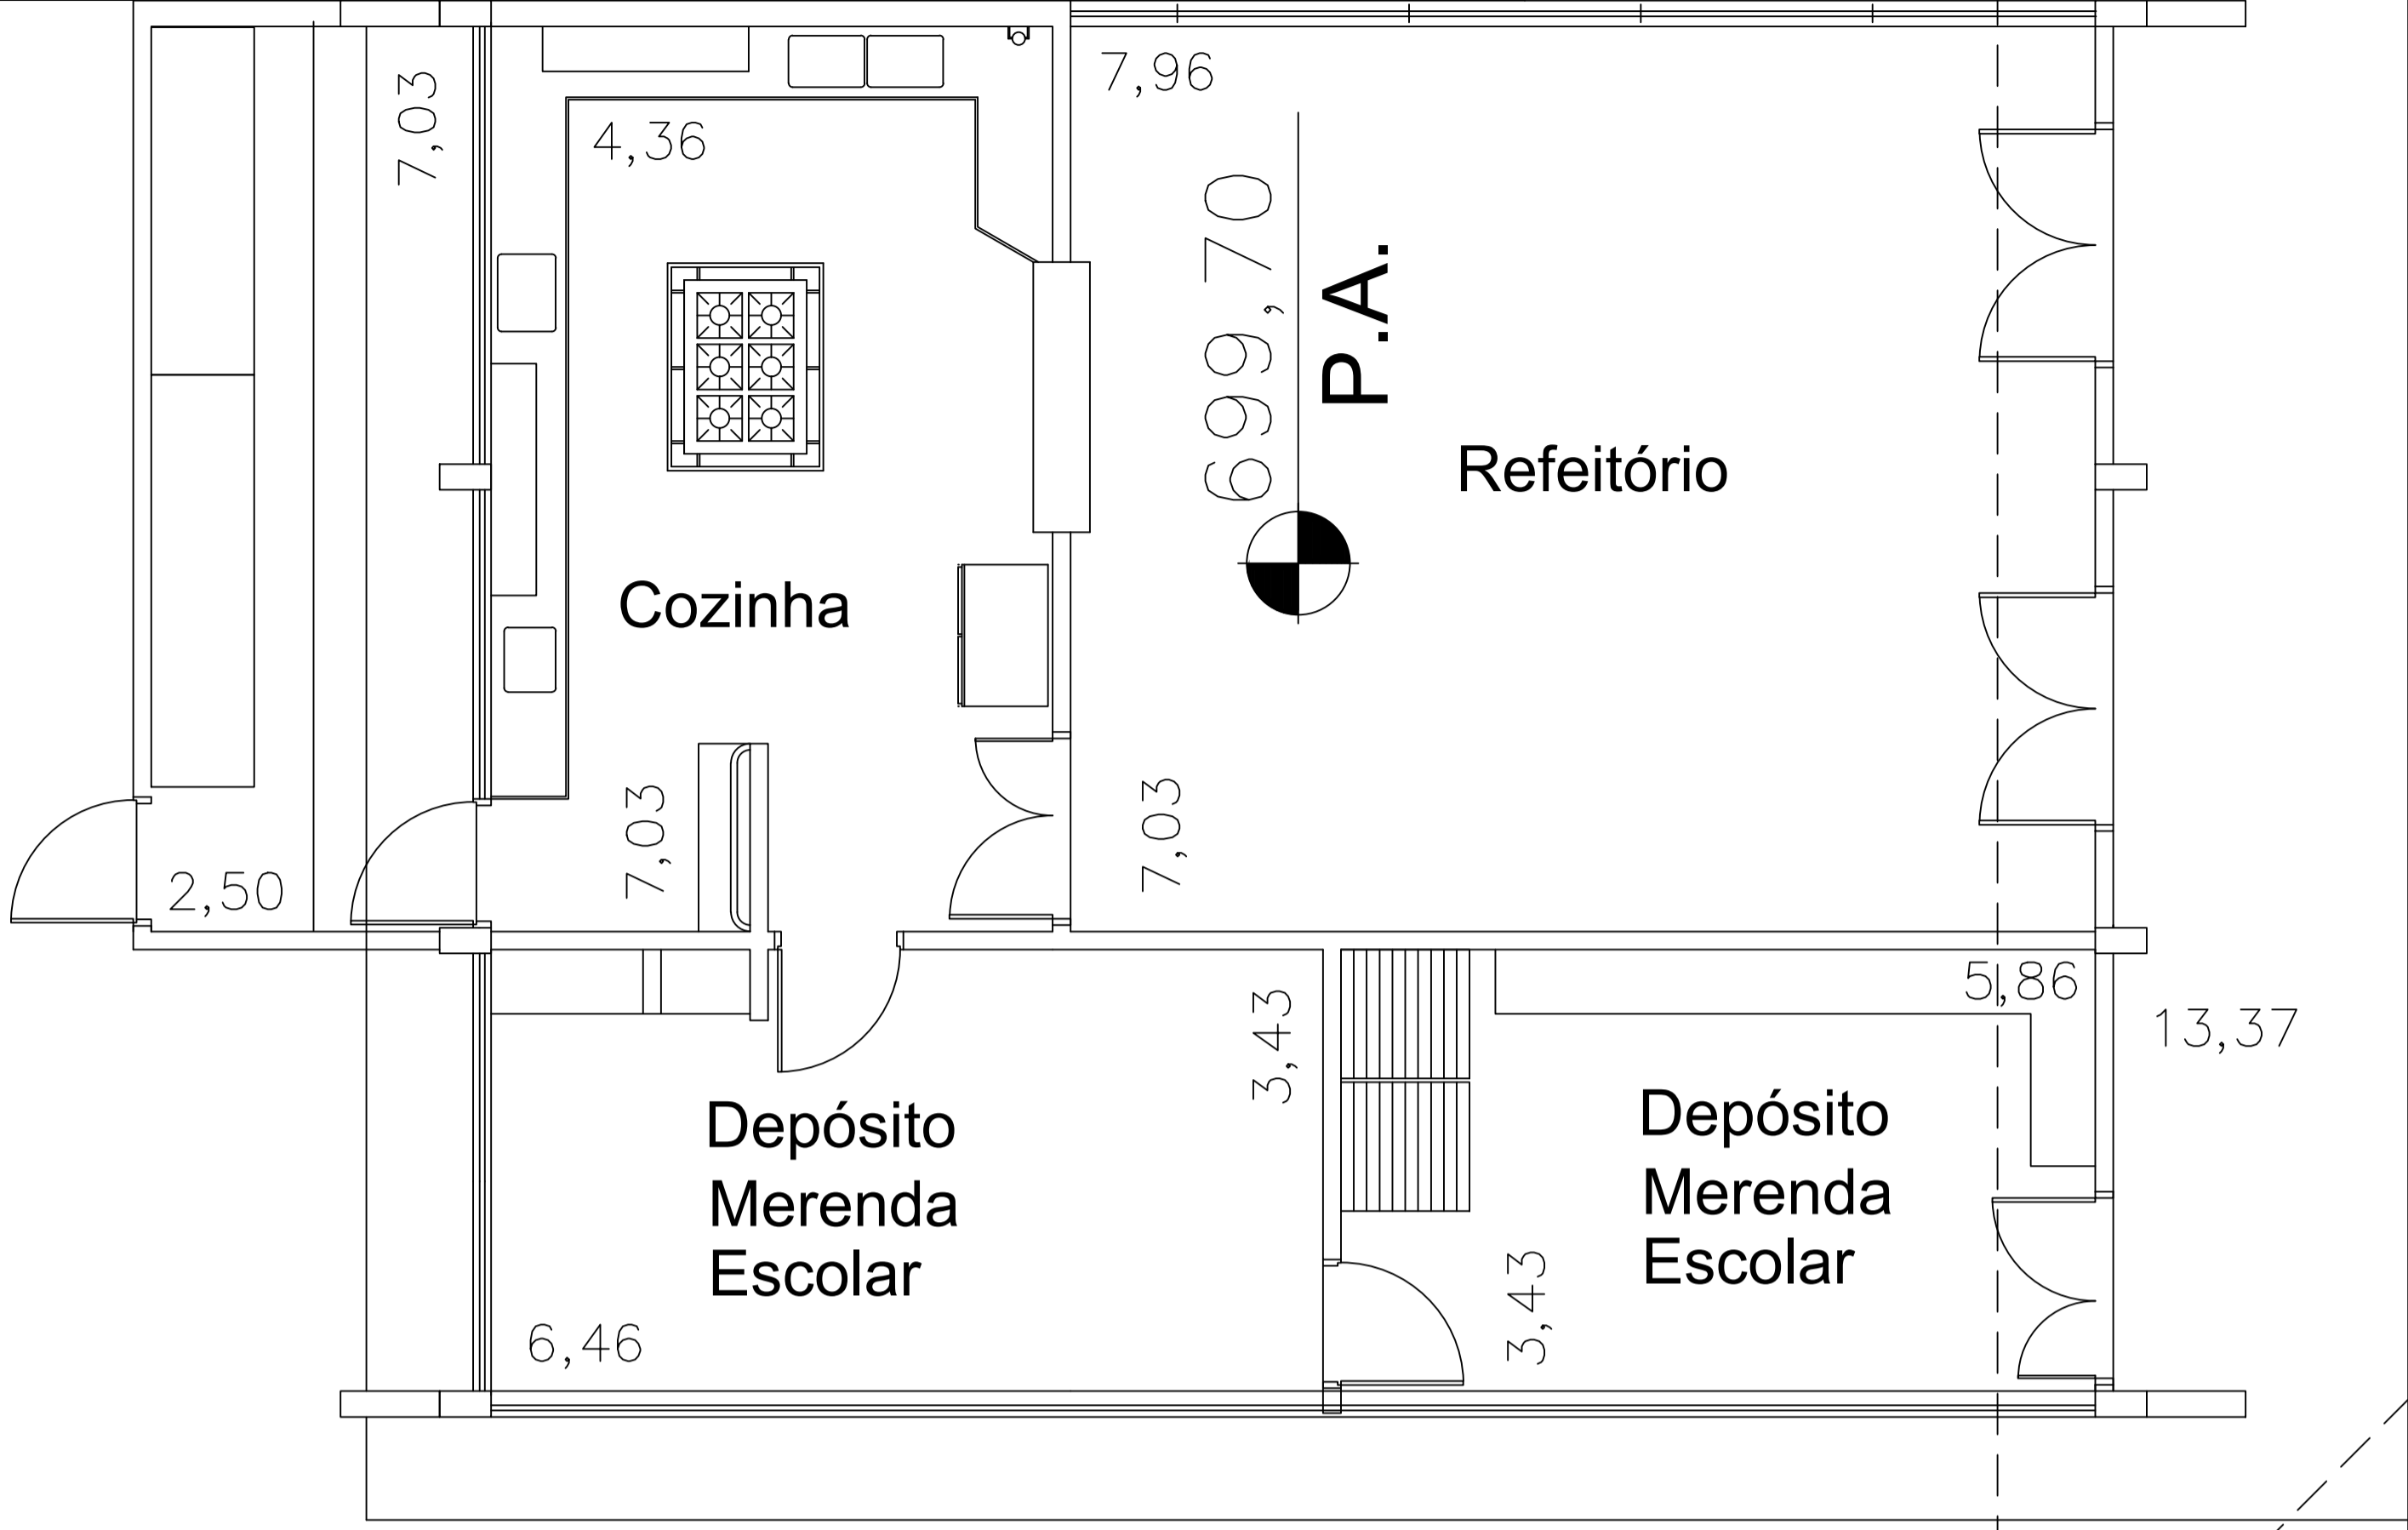 7,03
4,36
7,96
699,70
P.A.
Refeitório
Cozinha
7,03
7,03
2,50
3,43
5,86
13,37
Depósito
Merenda
Escolar
Depósito
Merenda
Escolar
3,43
6,46